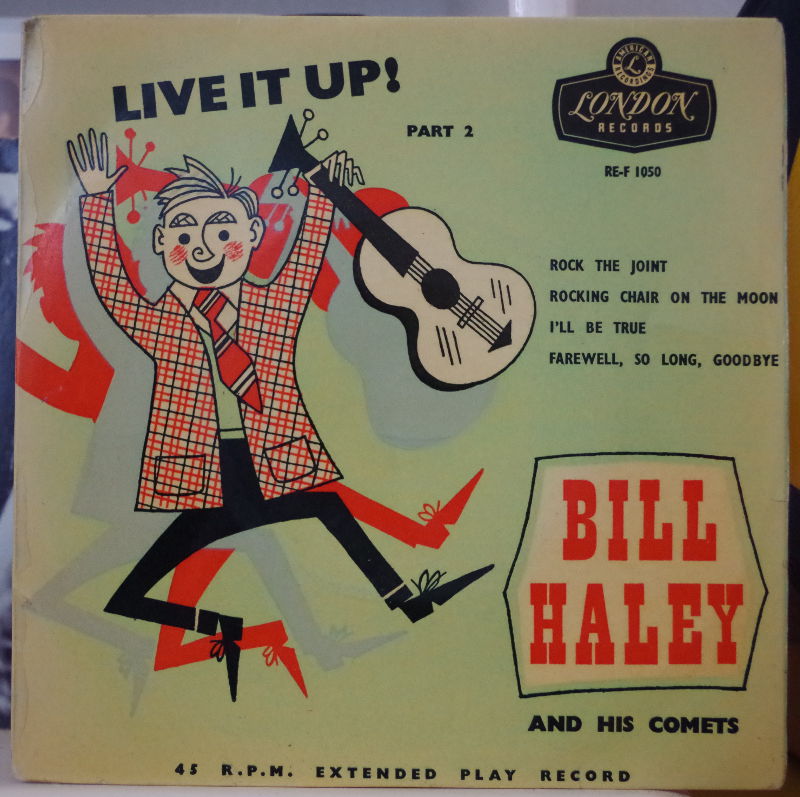 LIVE IT UP!
PART 2
AMERICAN
L
RECORDINGS
LONDON
RECORDS
RE-F 1050
ROCK THE JOINT
ROCKING CHAIR ON THE MOON
I'LL BE TRUE
FAREWELL, SO LONG, GOODBYE
BILL
HALEY
AND HIS COMETS
45 R.P.M. EXTENDED PLAY RECORD